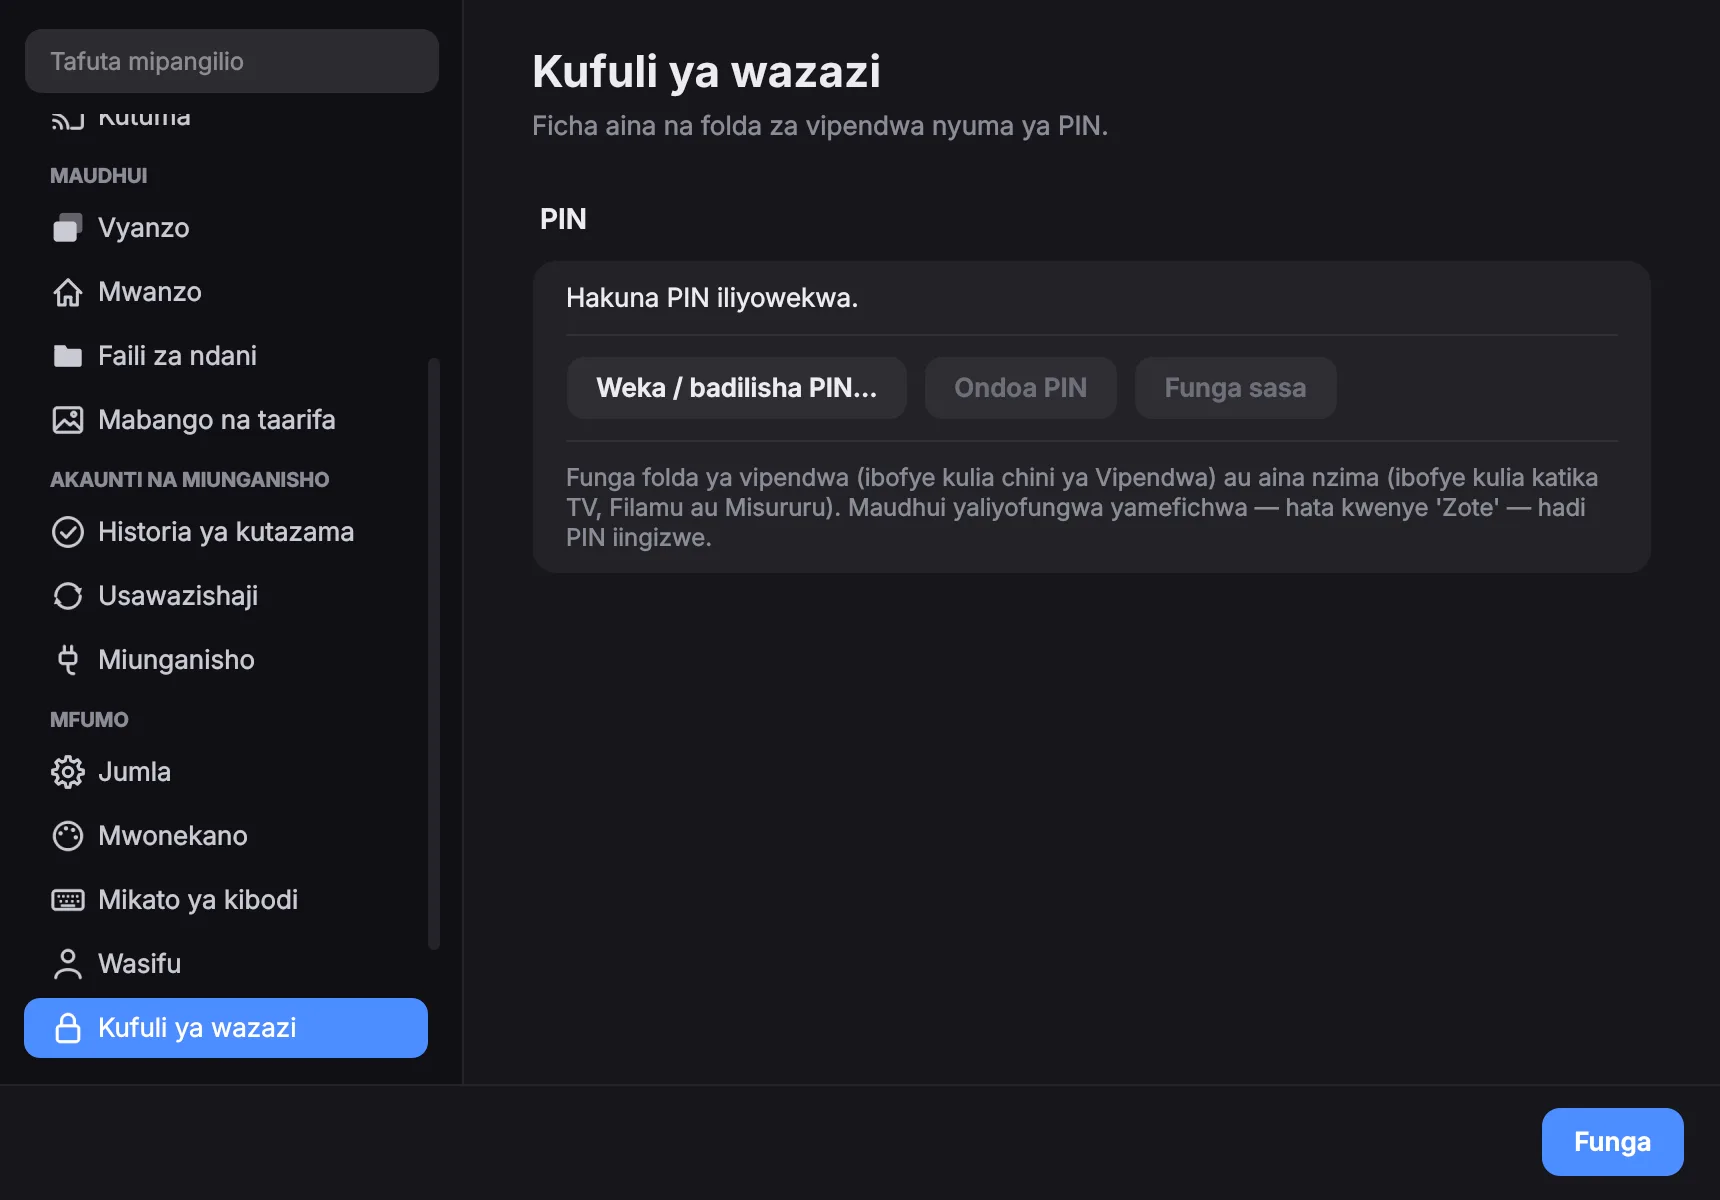 Tafuta mipangilio
Kutuma
MAUDHUI
Vyanzo
Mwanzo
Faili za ndani
Mabango na taarifa
AKAUNTI NA MIUNGANISHO
Historia ya kutazama
Usawazishaji
Miunganisho
MFUMO
Jumla
Mwonekano
Mikato ya kibodi
Wasifu
Kufuli ya wazazi
Kufuli ya wazazi
Ficha aina na folda za vipendwa nyuma ya PIN.
PIN
Hakuna PIN iliyowekwa.
Weka / badilisha PIN... Ondoa PIN Funga sasa
Funga folda ya vipendwa (ibofye kulia chini ya Vipendwa) au aina nzima (ibofye kulia katika
TV, Filamu au Misururu). Maudhui yaliyofungwa yamefichwa — hata kwenye 'Zote' — hadi
PIN iingizwe.
Funga